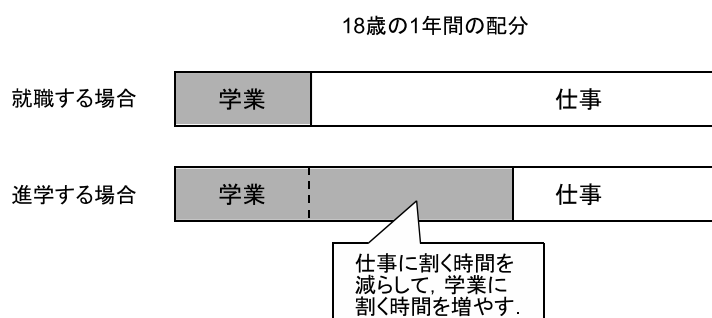 18歳の1年間の配分
就職する場合
学業
仕事
進学する場合
学業
仕事
仕事に割く時間を
減らして，学業に
割く時間を増やす．